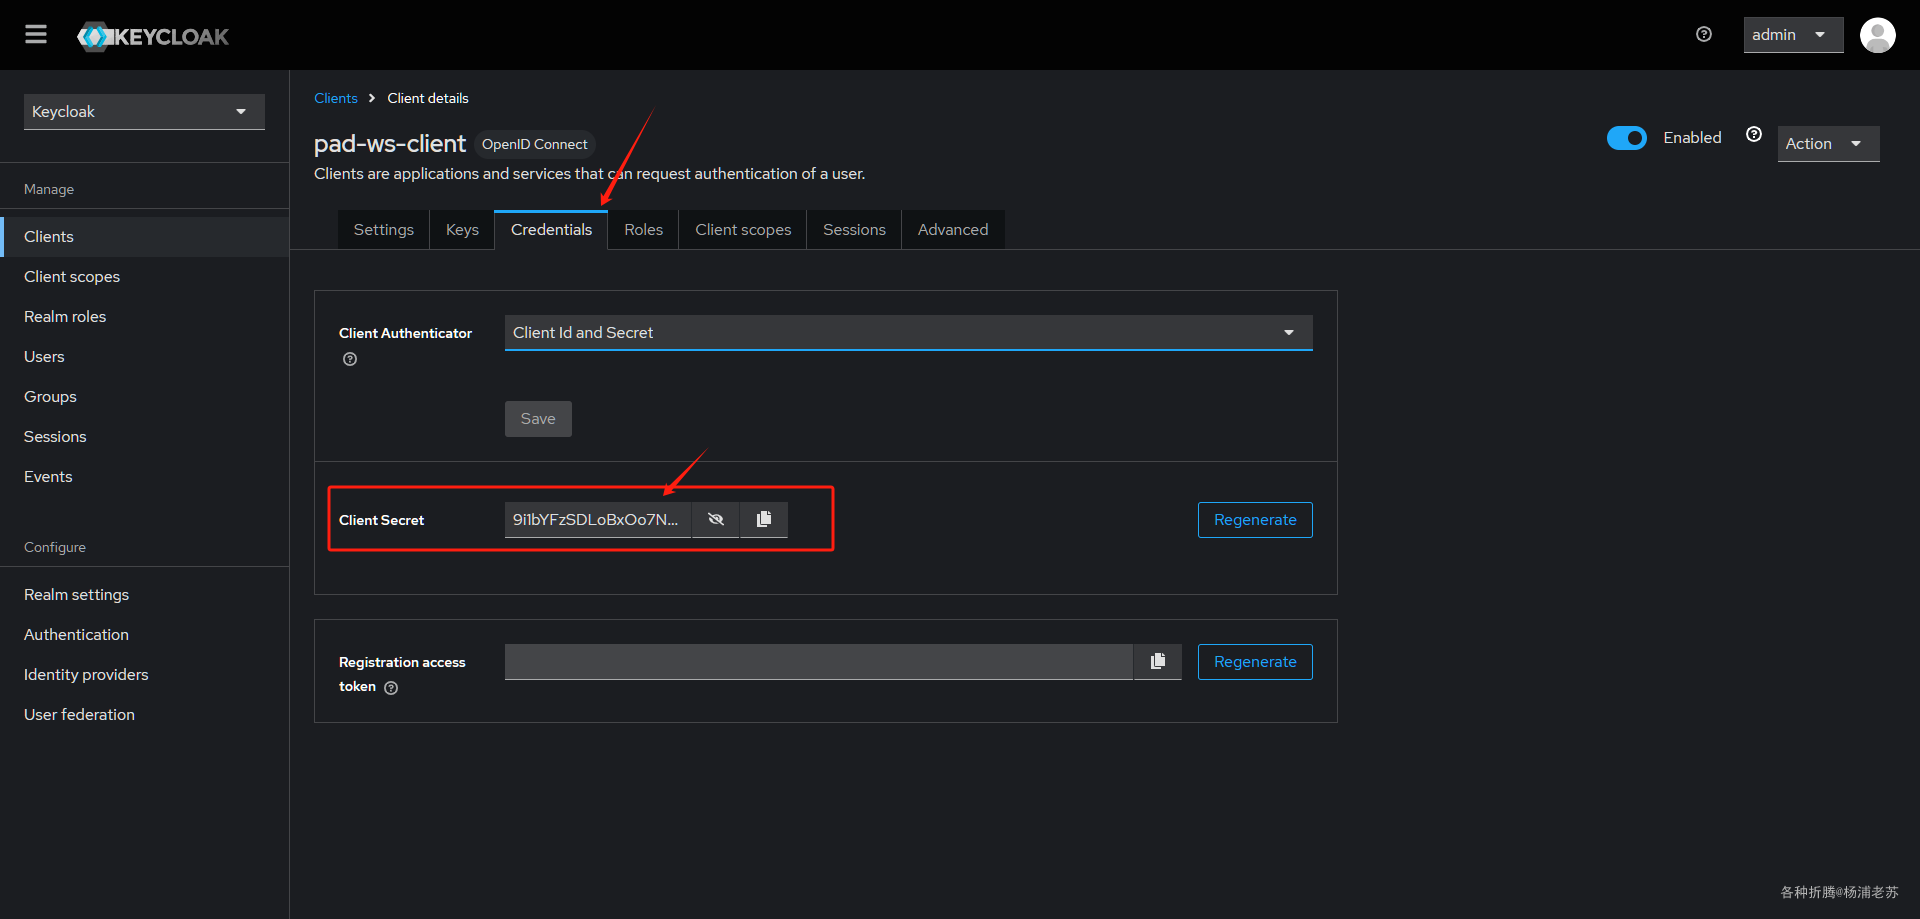 KEYCLOAK
admin
Keycloak
Manage
Clients
Client scopes
Realm roles
Users
Groups
Sessions
Events
Configure
Realm settings
Authentication
Identity providers
User federation
Clients > Client details
pad-ws-client OpenID Connect
Clients are applications and services that can request authentication of a user.
Enabled
Action
Settings Keys Credentials Roles Client scopes Sessions Advanced
Client Authenticator
Client Id and Secret
Save
Client Secret
9i1bYFzSDLoBxOo7N...
Regenerate
Registration access
token
Regenerate
各种折腾@杨浦老苏